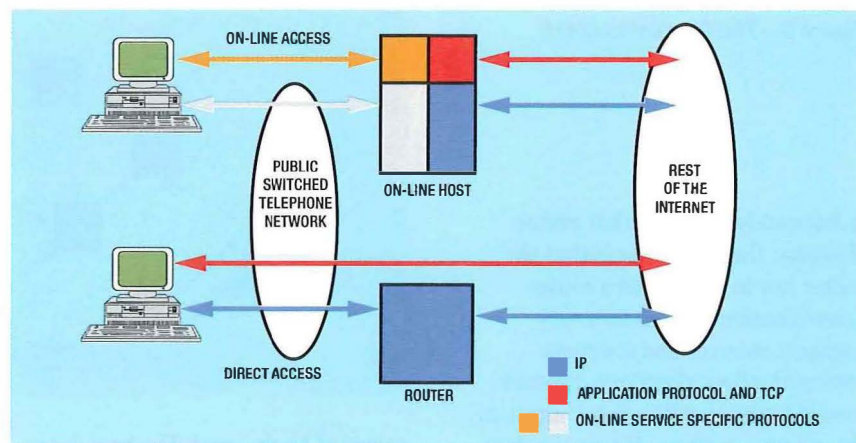 ON-LINE ACCESS
PUBLIC
SWITCHED
TELEPHONE
NETWORK
ON-LINE HOST
REST
OF THE
INTERNET
DIRECT ACCESS
ROUTER
IP
APPLICATION PROTOCOL AND TCP
ON-LINE SERVICE SPECIFIC PROTOCOLS